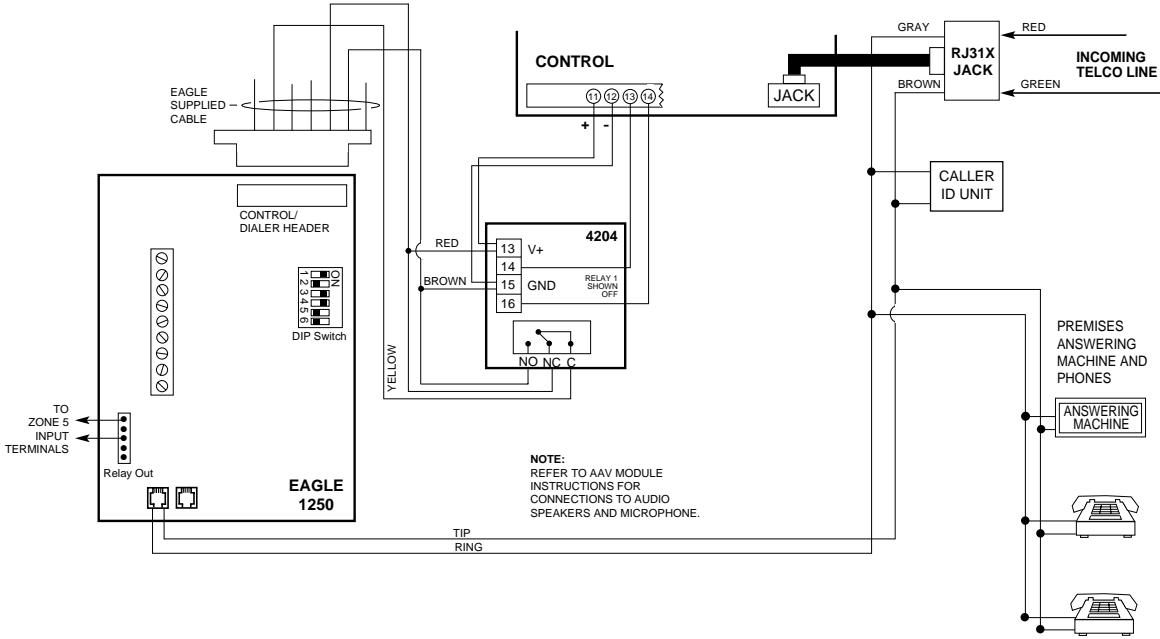 GRAY
RED
RJ31X
JACK
INCOMING
TELCO LINE
BROWN
GREEN
CONTROL
11 12 13 14
+ -
JACK
EAGLE
SUPPLIED
CABLE
CALLER
ID UNIT
CONTROL/
DIALER HEADER
ON
1 2 3 4 5 6
DIP Switch
4204
RED
13 V+
14
BROWN
15 GND
16
RELAY 1
SHOWN
OFF
NO NC C
YELLOW
PREMISES
ANSWERING
MACHINE AND
PHONES
ANSWERING
MACHINE
TO
ZONE 5
INPUT
TERMINALS
Relay Out
EAGLE
1250
NOTE:
REFER TO AAV MODULE
INSTRUCTIONS FOR
CONNECTIONS TO AUDIO
SPEAKERS AND MICROPHONE.
TIP
RING